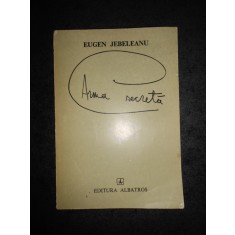 EUGEN JEBELEANU
Arma secretă
EDITURA ALBATROS